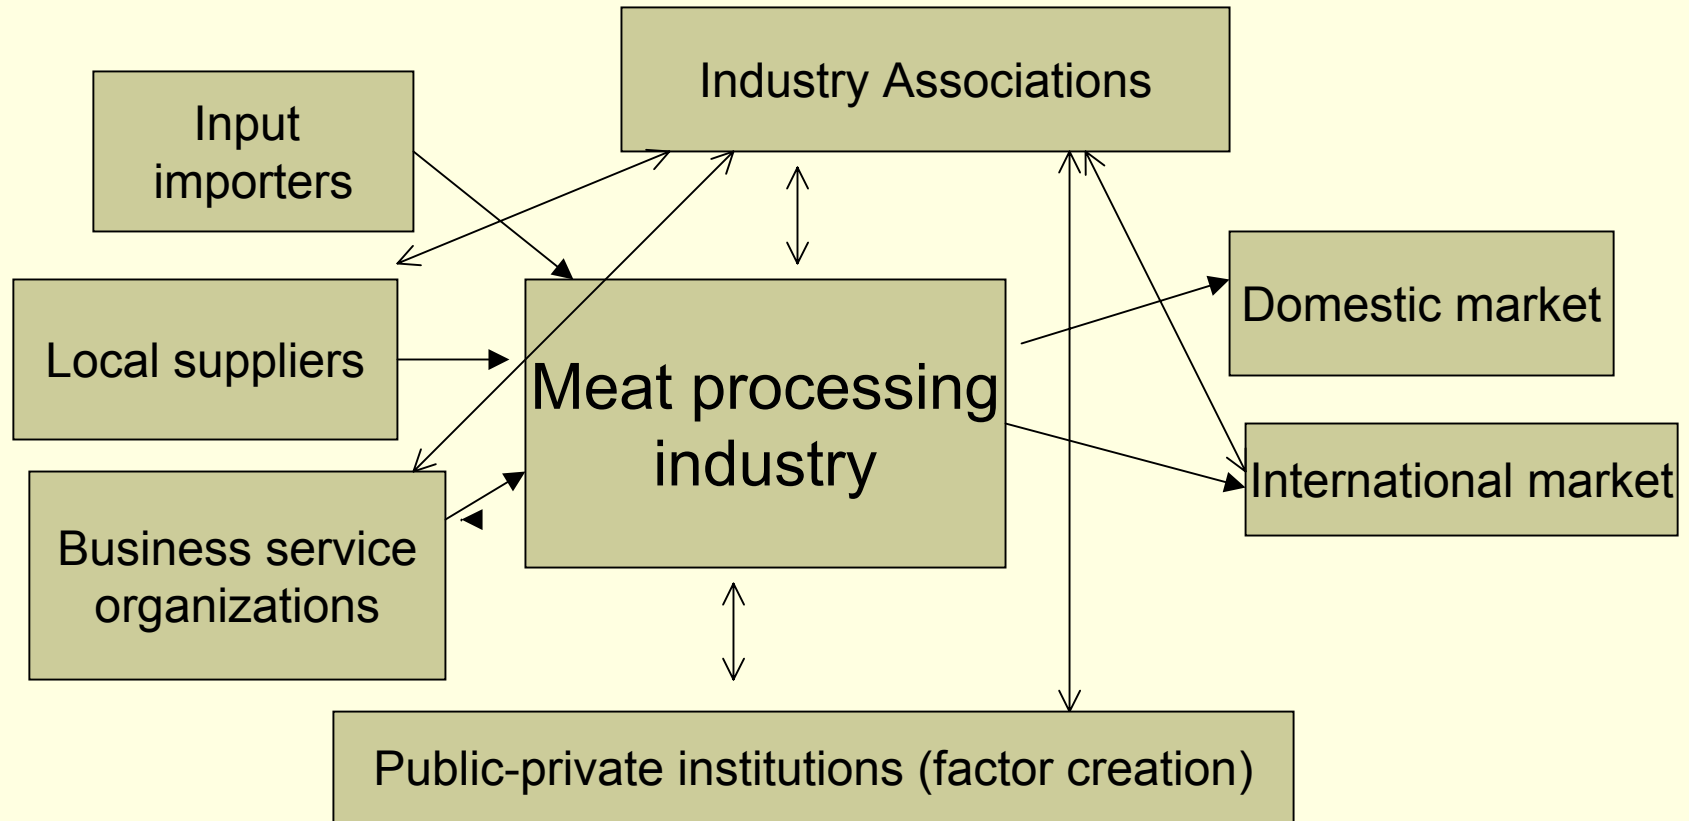 Industry Associations
Input
importers
Domestic market
Local suppliers
Meat processing
industry
International market
Business service
organizations
Public-private institutions (factor creation)